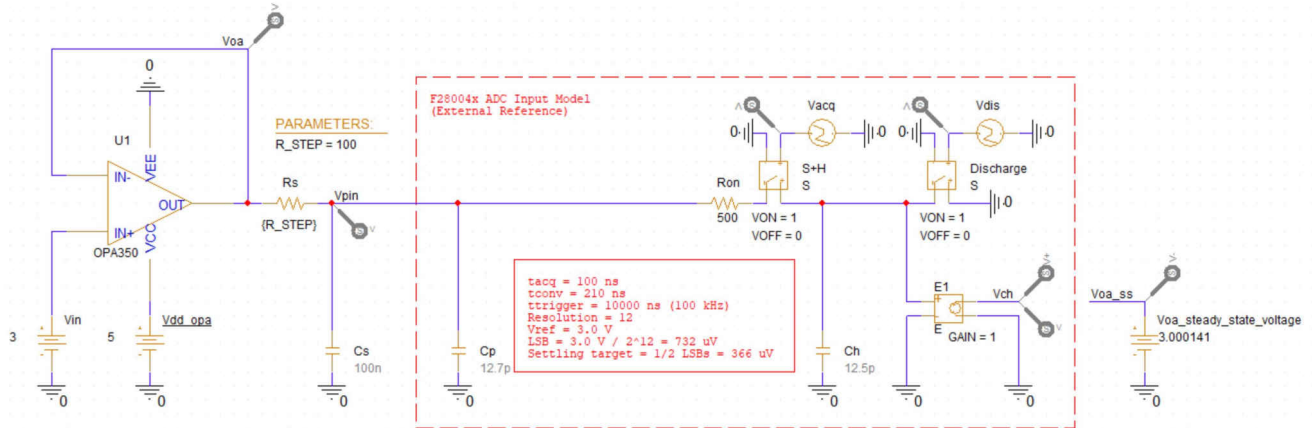 Voa
0
U1
VEE
IN-
OUT
IN+
VCC
OPA350
PARAMETERS:
R_STEP = 100
Rs
{R_STEP}
Vpin
V
3
Vin
5
Vdd_opa
0
0
Cs
100n
0
F28004x ADC Input Model
(External Reference)
Cp
12.7p
0
tacq = 100 ns
tconv = 210 ns
ttrigger = 10000 ns (100 kHz)
Resolution = 12
Vref = 3.0 V
LSB = 3.0 V / 2^12 = 732 uV
Settling target = 1/2 LSBs = 366 uV
Ron
500
V
Vacq
0
0
S+H
S
VON = 1
VOFF = 0
Ch
12.5p
0
V
Vdis
0
0
Discharge
S
0
VON = 1
VOFF = 0
E1
E
GAIN = 1
Vch
V+
V
0
0
Voa_ss
V-
Voa_steady_state_voltage
3.000141
0